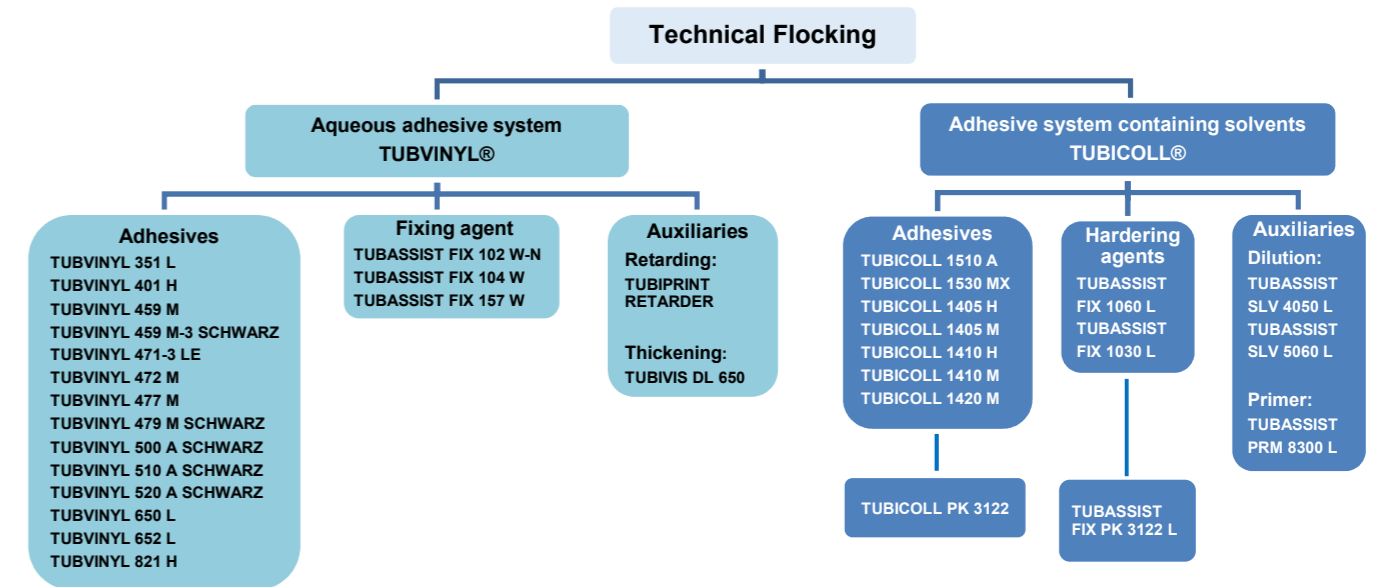 Technical Flocking
Aqueous adhesive system
TUBVINYL®
Adhesive system containing solvents
TUBICOLL®
Adhesives
TUBVINYL 351 L
TUBVINYL 401 H
TUBVINYL 459 M
TUBVINYL 459 M-3 SCHWARZ
TUBVINYL 471-3 LE
TUBVINYL 472 M
TUBVINYL 477 M
TUBVINYL 479 M SCHWARZ
TUBVINYL 500 A SCHWARZ
TUBVINYL 510 A SCHWARZ
TUBVINYL 520 A SCHWARZ
TUBVINYL 650 L
TUBVINYL 652 L
TUBVINYL 821 H
Fixing agent
TUBASSIST FIX 102 W-N
TUBASSIST FIX 104 W
TUBASSIST FIX 157 W
Auxiliaries
Retarding:
TUBIPRINT
RETARDER
Thickening:
TUBIVIS DL 650
Adhesives
TUBICOLL 1510 A
TUBICOLL 1530 MX
TUBICOLL 1405 H
TUBICOLL 1405 M
TUBICOLL 1410 H
TUBICOLL 1410 M
TUBICOLL 1420 M
TUBICOLL PK 3122
Hardering
agents
TUBASSIST
FIX 1060 L
TUBASSIST
FIX 1030 L
TUBASSIST
FIX PK 3122 L
Auxiliaries
Dilution:
TUBASSIST
SLV 4050 L
TUBASSIST
SLV 5060 L
Primer:
TUBASSIST
PRM 8300 L